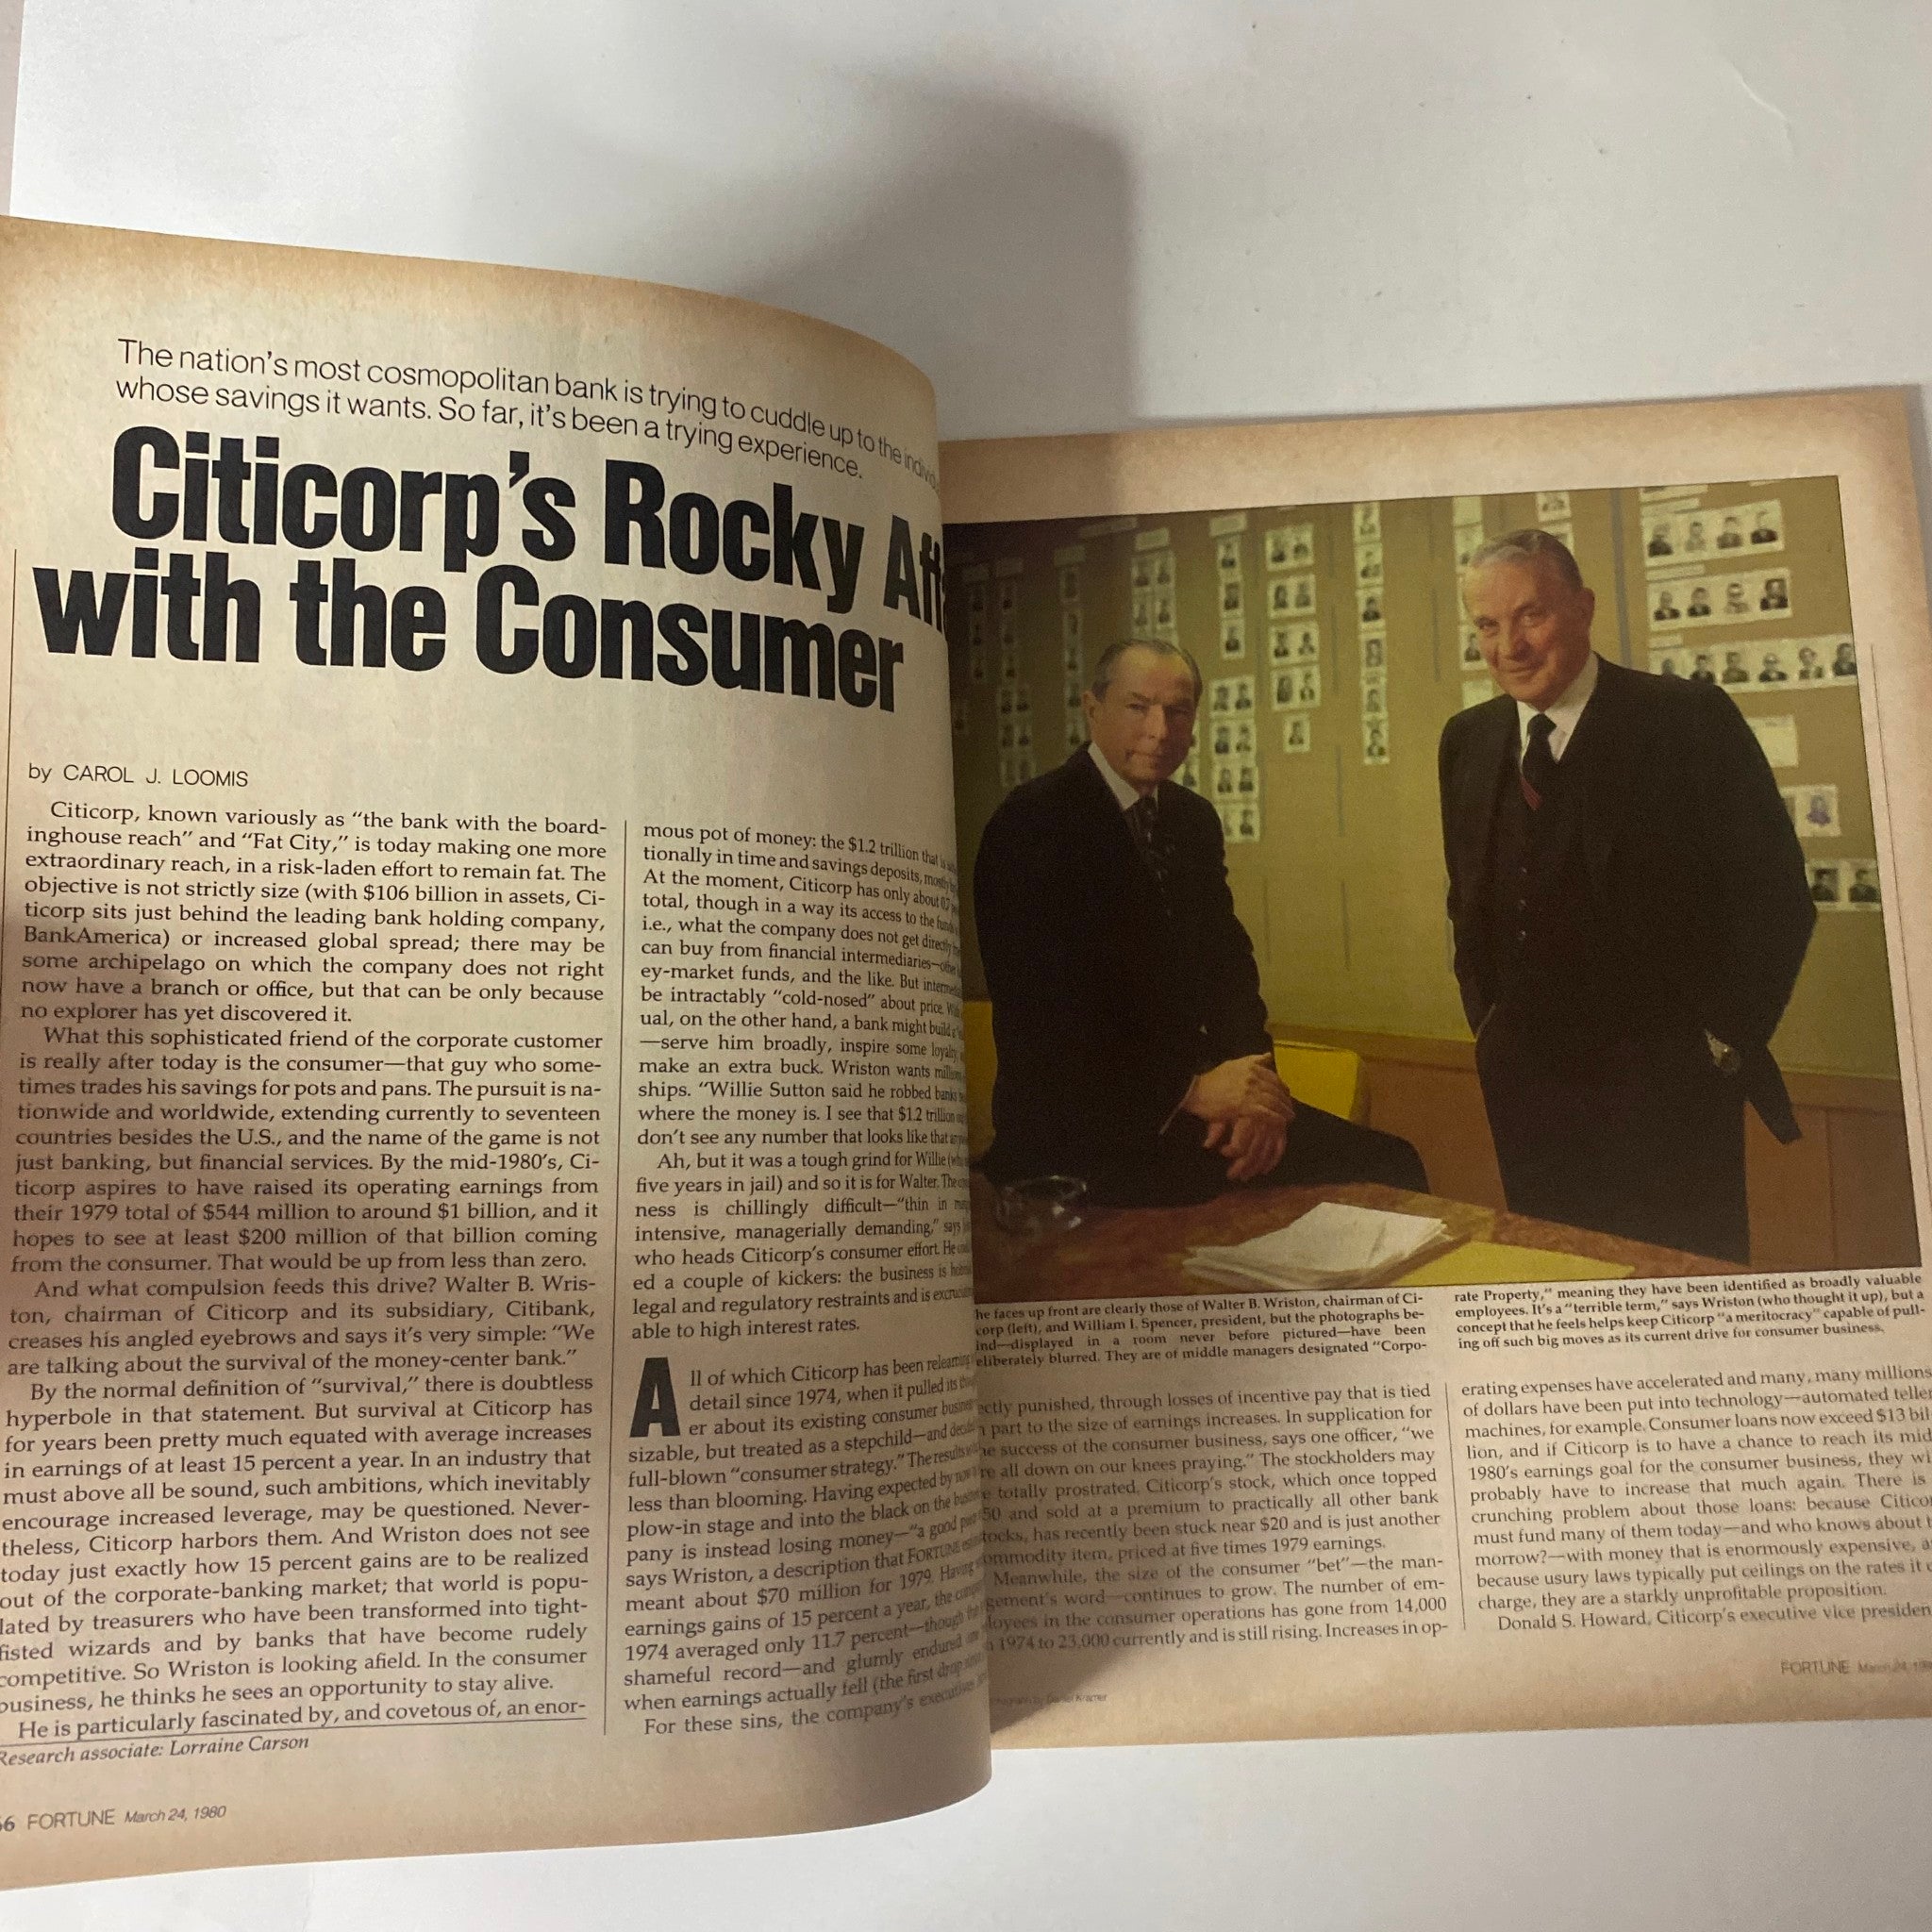 The nation's most cosmopolitan bank is trying to cuddle up to the
whose savings it wants. So far, it's been a trying experience.
Citicorp's Rocky
with the Consumer
by CAROL J. LOOMIS
Citicorp, known variously as "the bank with the board-
inghouse reach" and "Fat City," is today making one more
extraordinary reach, in a risk-laden effort to remain fat. The
objective is not strictly size (with $106 billion in assets, Ci-
ticorp sits just behind the leading bank holding company,
BankAmerica) or increased global spread; there may be
some archipelago on which the company does not right
now have a branch or office, but that can be only because
no explorer has yet discovered it.
What this sophisticated friend of the corporate customer
is really after today is the consumer—that guy who some-
times trades his savings for pots and pans. The pursuit is na-
tionwide and worldwide, extending currently to seventeen
countries besides the U.S., and the name of the game is not
just banking, but financial services. By the mid-1980's, Ci-
ticorp aspires to have raised its operating earnings from
their 1979 total of $544 million to around $1 billion, and it
hopes to see at least $200 million of that billion coming
from the consumer. That would be up from less than zero.
And what compulsion feeds this drive? Walter B. Wris-
ton, chairman of Citicorp and its subsidiary, Citibank,
creases his angled eyebrows and says it's very simple: "We
are talking about the survival of the money-center bank."
By the normal definition of "survival," there is doubtless
hyperbole in that statement. But survival at Citicorp has
for years been pretty much equated with average increases
in earnings of at least 15 percent a year. In an industry that
must above all be sound, such ambitions, which inevitably
encourage increased leverage, may be questioned. Never-
theless, Citicorp harbors them. And Wriston does not see
today just exactly how 15 percent gains are to be realized
out of the corporate-banking market; that world is popu-
lated by treasurers who have been transformed into tight-
fisted wizards and by banks that have become rudely
competitive. So Wriston is looking afield. In the consumer
business, he thinks he sees an opportunity to stay alive.
He is particularly fascinated by, and covetous of, an enor-
Research associate: Lorraine Carson
FORTUNE March 24, 1980
mous pot of money: the $1.2 trillion that
tionally in time and savings deposits,
At the moment, Citicorp has only about
total, though in a way its access to the
i.e., what the company does not get directly
can buy from financial intermediaries—
ey-market funds, and the like. But
be intractably "cold-nosed" about price.
ual, on the other hand, a bank might build
—serve him broadly, inspire some loyalty,
make an extra buck. Wriston wants
ships. "Willie Sutton said he robbed banks
where the money is. I see that $1.2 trillion
don't see any number that looks like that
Ah, but it was a tough grind for Willie
five years in jail) and so it is for Walter. The
ness is chillingly difficult—"thin in
intensive, managerially demanding," says
who heads Citicorp's consumer effort. He
ed a couple of kickers: the business is
legal and regulatory restraints and is
able to high interest rates.
All of which Citicorp has been relearning
detail since 1974, when it pulled its
er about its existing consumer business
sizable, but treated as a stepchild—and
full-blown "consumer strategy." The results
less than blooming. Having expected by now
plow-in stage and into the black on the
pany is instead losing money—"a good
says Wriston, a description that FORTUNE
meant about $70 million for 1979. Having
earnings gains of 15 percent a year, the
1974 averaged only 11.7 percent—though
shameful record—and glumly endured
when earnings actually fell (the first drop
For these sins, the company's executives
he faces up front are clearly those of Walter B. Wriston, chairman of Ci-
corp (left), and William I. Spencer, president, but the photographs be-
ind—displayed in a room never before pictured—have been
eliberately blurred. They are of middle managers designated "Corpo-
rate Property," meaning they have been identified as broadly valuable
employees. It's a "terrible term," says Wriston (who thought it up), but a
concept that he feels helps keep Citicorp "a meritocracy" capable of pull-
ing off such big moves as its current drive for consumer business.
ectly punished, through losses of incentive pay that is tied
part to the size of earnings increases. In supplication for
he success of the consumer business, says one officer, "we
re all down on our knees praying." The stockholders may
e totally prostrated. Citicorp's stock, which once topped
50 and sold at a premium to practically all other bank
tocks, has recently been stuck near $20 and is just another
ommodity item, priced at five times 1979 earnings.
Meanwhile, the size of the consumer "bet"—the man-
gement's word—continues to grow. The number of em-
loyees in the consumer operations has gone from 14,000
1974 to 23,000 currently and is still rising. Increases in op-
erating expenses have accelerated and many, many millions
of dollars have been put into technology—automated teller
machines, for example. Consumer loans now exceed $13 bil-
lion, and if Citicorp is to have a chance to reach its mid
1980's earnings goal for the consumer business, they wi
probably have to increase that much again. There is
crunching problem about those loans: because Citico
must fund many of them today—and who knows about t
morrow?—with money that is enormously expensive, a
because usury laws typically put ceilings on the rates it c
charge, they are a starkly unprofitable proposition.
Donald S. Howard, Citicorp's executive vice presiden
FORTUNE March 24,